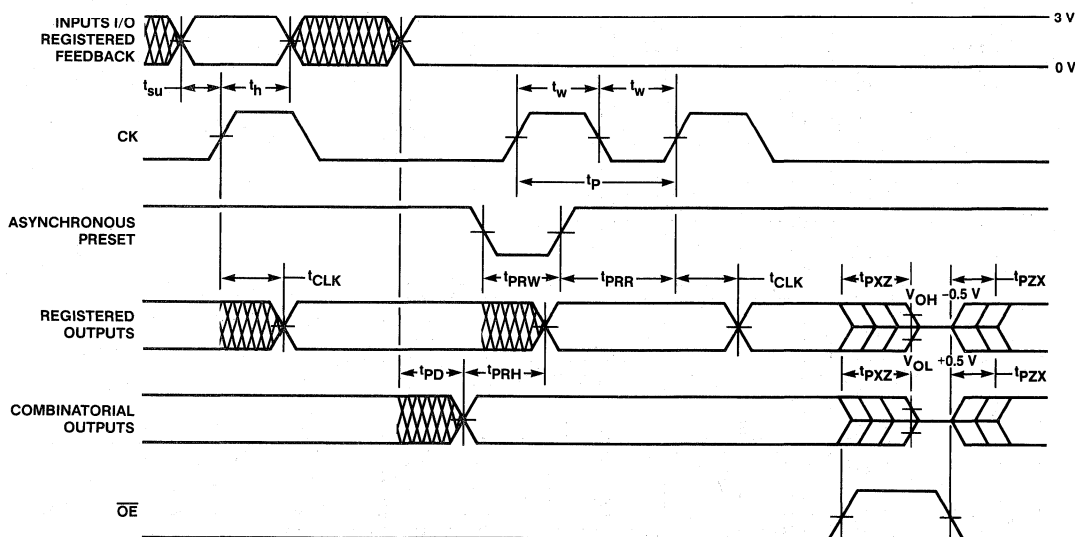 INPUTS I/O
REGISTERED
FEEDBACK
3 V
0 V
tsu
th
tw
tw
CK
tP
ASYNCHRONOUS
PRESET
tCLK
tPRW
tPRR
tCLK
tPXZ
tPZX
VOH -0.5 V
REGISTERED
OUTPUTS
VOL +0.5 V
tPD
tPRH
tPXZ
tPZX
COMBINATORIAL
OUTPUTS
OE